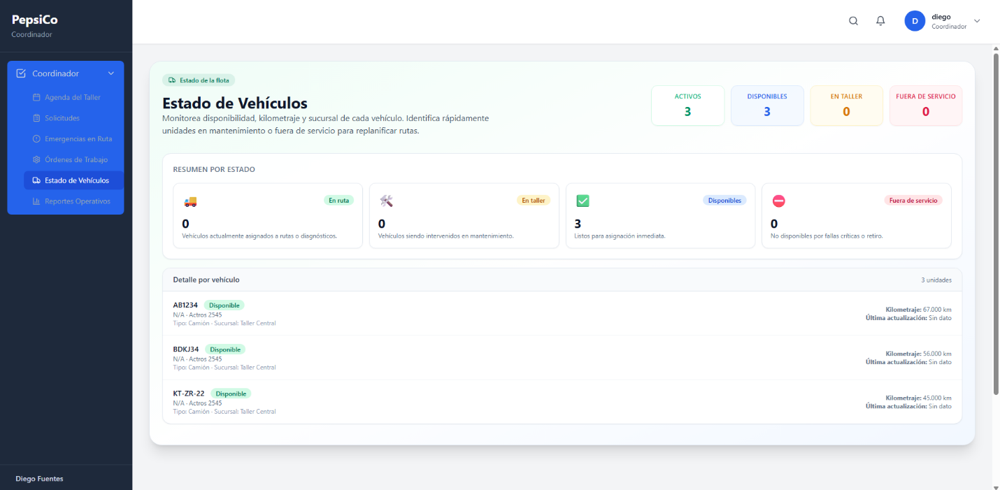 PepsiCo
Coordinador
Coordinador
Agenda del Taller
Solicitudes
Emergencias en Ruta
Órdenes de Trabajo
Estado de Vehículos
Reportes Operativos
Diego Fuentes
D
diego
Coordinador
Estado de la flota
Estado de Vehículos
Monitorea disponibilidad, kilometraje y sucursal de cada vehículo. Identifica rápidamente
unidades en mantenimiento o fuera de servicio para replanificar rutas.
ACTIVOS
3
DISPONIBLES
3
EN TALLER
0
FUERA DE SERVICIO
0
RESUMEN POR ESTADO
En ruta
0
Vehículos actualmente asignados a rutas o diagnósticos.
En taller
0
Vehículos siendo intervenidos en mantenimiento.
Disponibles
3
Listos para asignación inmediata.
Fuera de servicio
0
No disponibles por fallas críticas o retiro.
Detalle por vehículo
3 unidades
AB1234 Disponible
N/A · Actros 2545
Tipo: Camión · Sucursal: Taller Central
Kilometraje: 67.000 km
Última actualización: Sin dato
BDKJ34 Disponible
N/A · Actros 2545
Tipo: Camión · Sucursal: Taller Central
Kilometraje: 56.000 km
Última actualización: Sin dato
KT-ZR-22 Disponible
N/A · Actros 2545
Tipo: Camión · Sucursal: Taller Central
Kilometraje: 45.000 km
Última actualización: Sin dato